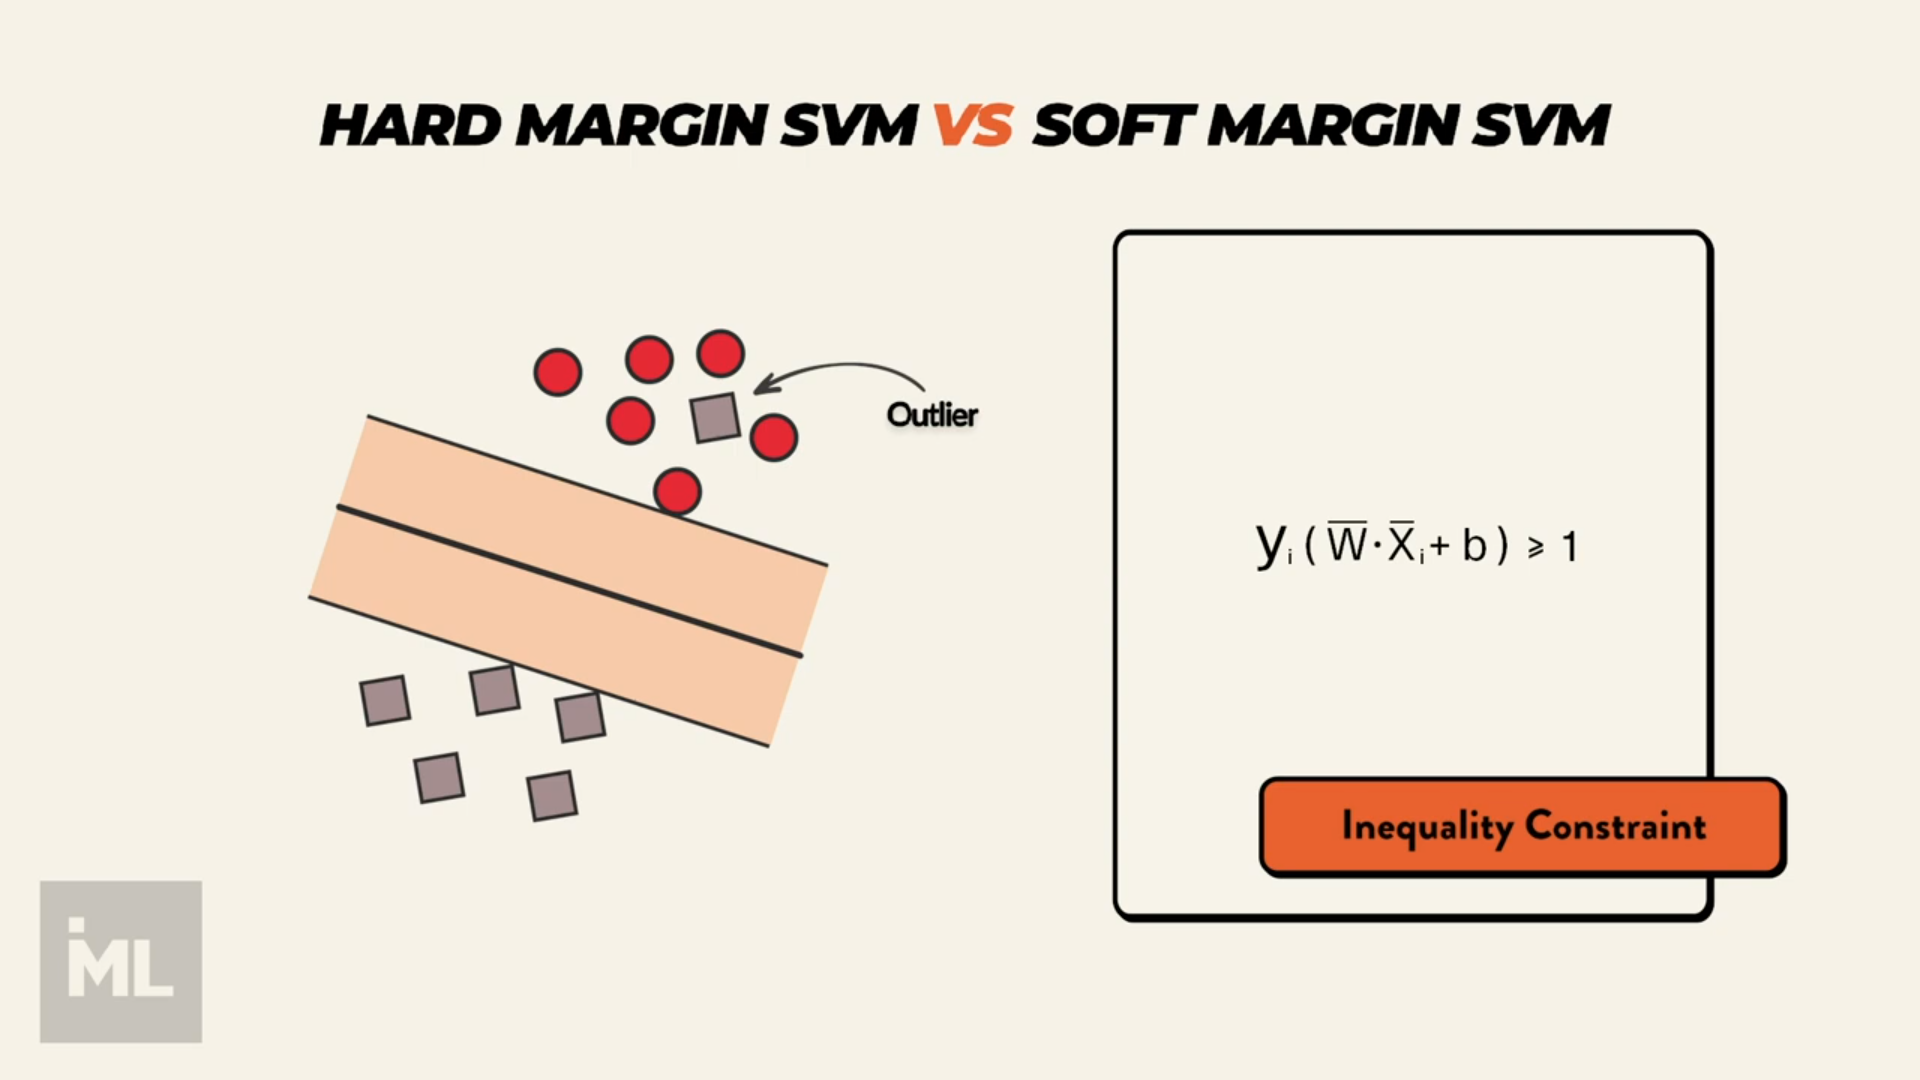 HARD MARGIN SVM VS SOFT MARGIN SVM
Outlier
yᵢ ( W̅ · X̅ᵢ + b ) ⩾ 1
Inequality Constraint
iML